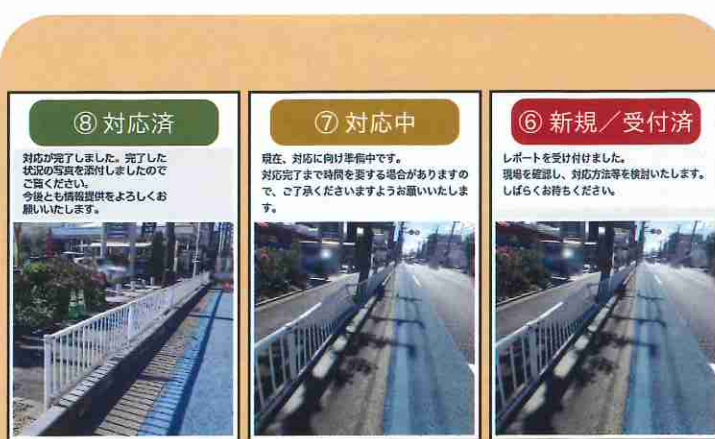 ⑧ 対応済
対応が完了しました。完了した
状況の写真を添付しましたので
ご覧ください。
今後とも情報提供をよろしくお
願いいたします。
⑦ 対応中
現在、対応に向け準備中です。
対応完了まで時間を要する場合がありますの
で、ご了承くださいますようお願いいたしま
す。
⑥ 新規／受付済
レポートを受け付けました。
現場を確認し、対応方法等を検討いたします。
しばらくお待ちください。